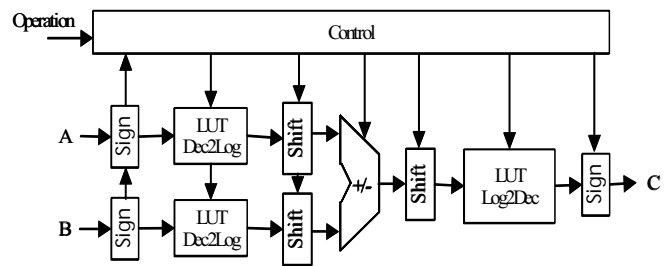 Operation
Control
A
Sign
LUT
Dec2Log
Shift
+/-
Shift
LUT
Log2Dec
Sign
C
B
Sign
LUT
Dec2Log
Shift